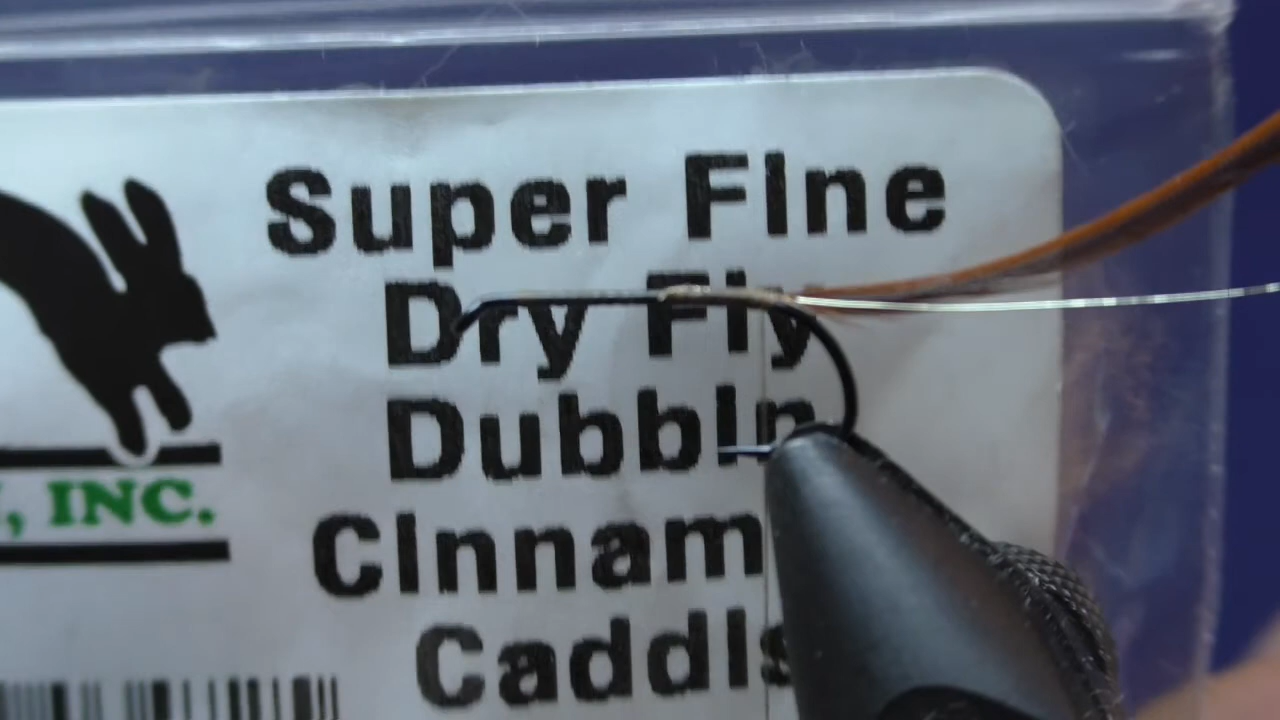 Super Fine
Dry Fly
Dubbin
, INC.
Cinnam
Caddis